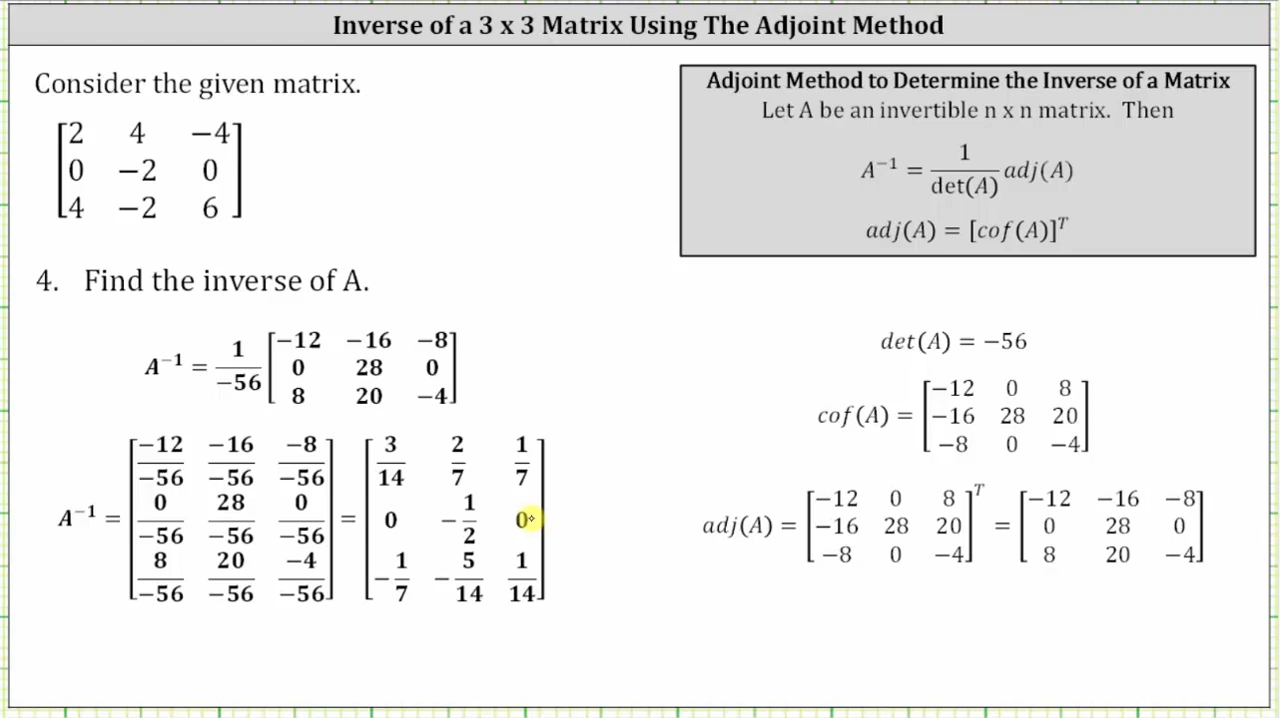 Inverse of a 3 x 3 Matrix Using The Adjoint Method
Consider the given matrix.
[2 4 −4]
[0 −2 0]
[4 −2 6]
Adjoint Method to Determine the Inverse of a Matrix
Let A be an invertible n x n matrix. Then
A⁻¹ = 1/det(A) adj(A)
adj(A) = [cof(A)]ᵀ
4. Find the inverse of A.
A⁻¹ = 1/−56 [−12 −16 −8; 0 28 0; 8 20 −4]
A⁻¹ = [−12/−56 −16/−56 −8/−56; 0/−56 28/−56 0/−56; 8/−56 20/−56 −4/−56] = [3/14 2/7 1/7; 0 −1/2 0; −1/7 −5/14 1/14]
det(A) = −56
cof(A) = [−12 0 8; −16 28 20; −8 0 −4]
adj(A) = [−12 0 8; −16 28 20; −8 0 −4]ᵀ = [−12 −16 −8; 0 28 0; 8 20 −4]